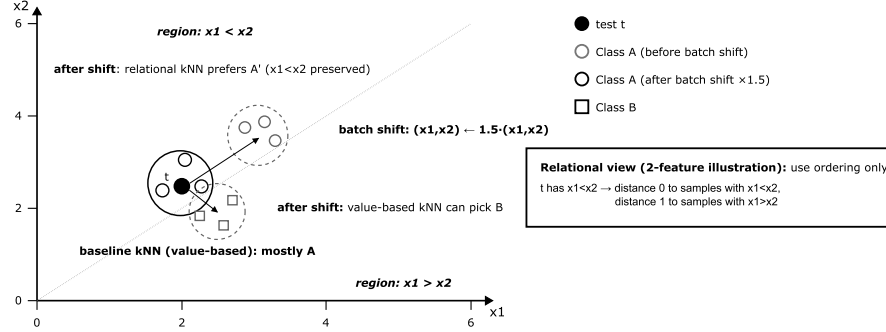 x2
6
region: x1 < x2
test t
Class A (before batch shift)
after shift: relational kNN prefers A' (x1<x2 preserved)
Class A (after batch shift ×1.5)
Class B
4
batch shift: (x1,x2) ← 1.5·(x1,x2)
Relational view (2-feature illustration): use ordering only
t
t has x1<x2 → distance 0 to samples with x1<x2,
distance 1 to samples with x1>x2
2
after shift: value-based kNN can pick B
baseline kNN (value-based): mostly A
region: x1 > x2
0
x1
0 2 4 6